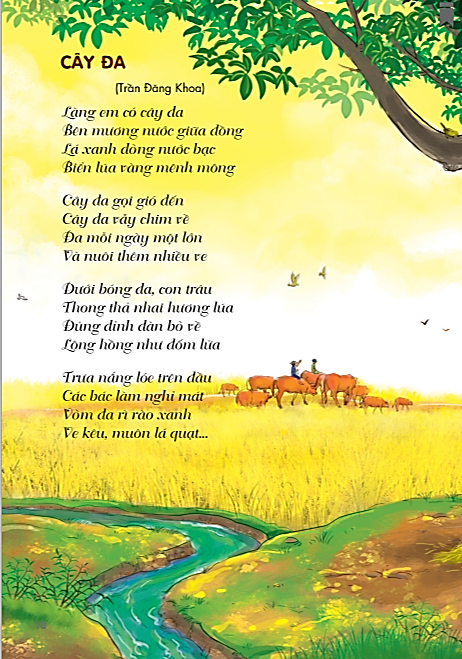 CÂY ĐA
(Trần Đăng Khoa)
Làng em có cây đa
Bên mương nước giữa đồng
Lá xanh dòng nước bạc
Biển lúa vàng mênh mông
Cây đa gọi gió đến
Cây đa vẫy chim về
Đa mỗi ngày một lớn
Và nuôi thêm nhiều ve
Dưới bóng đa, con trâu
Thong thả nhai hương lúa
Đủng đỉnh đàn bò về
Lông hồng như đốm lửa
Trưa nắng lóe trên đầu
Các bác làm nghỉ mát
Vòm đa rì rào xanh
Ve kêu, muôn lá quạt...